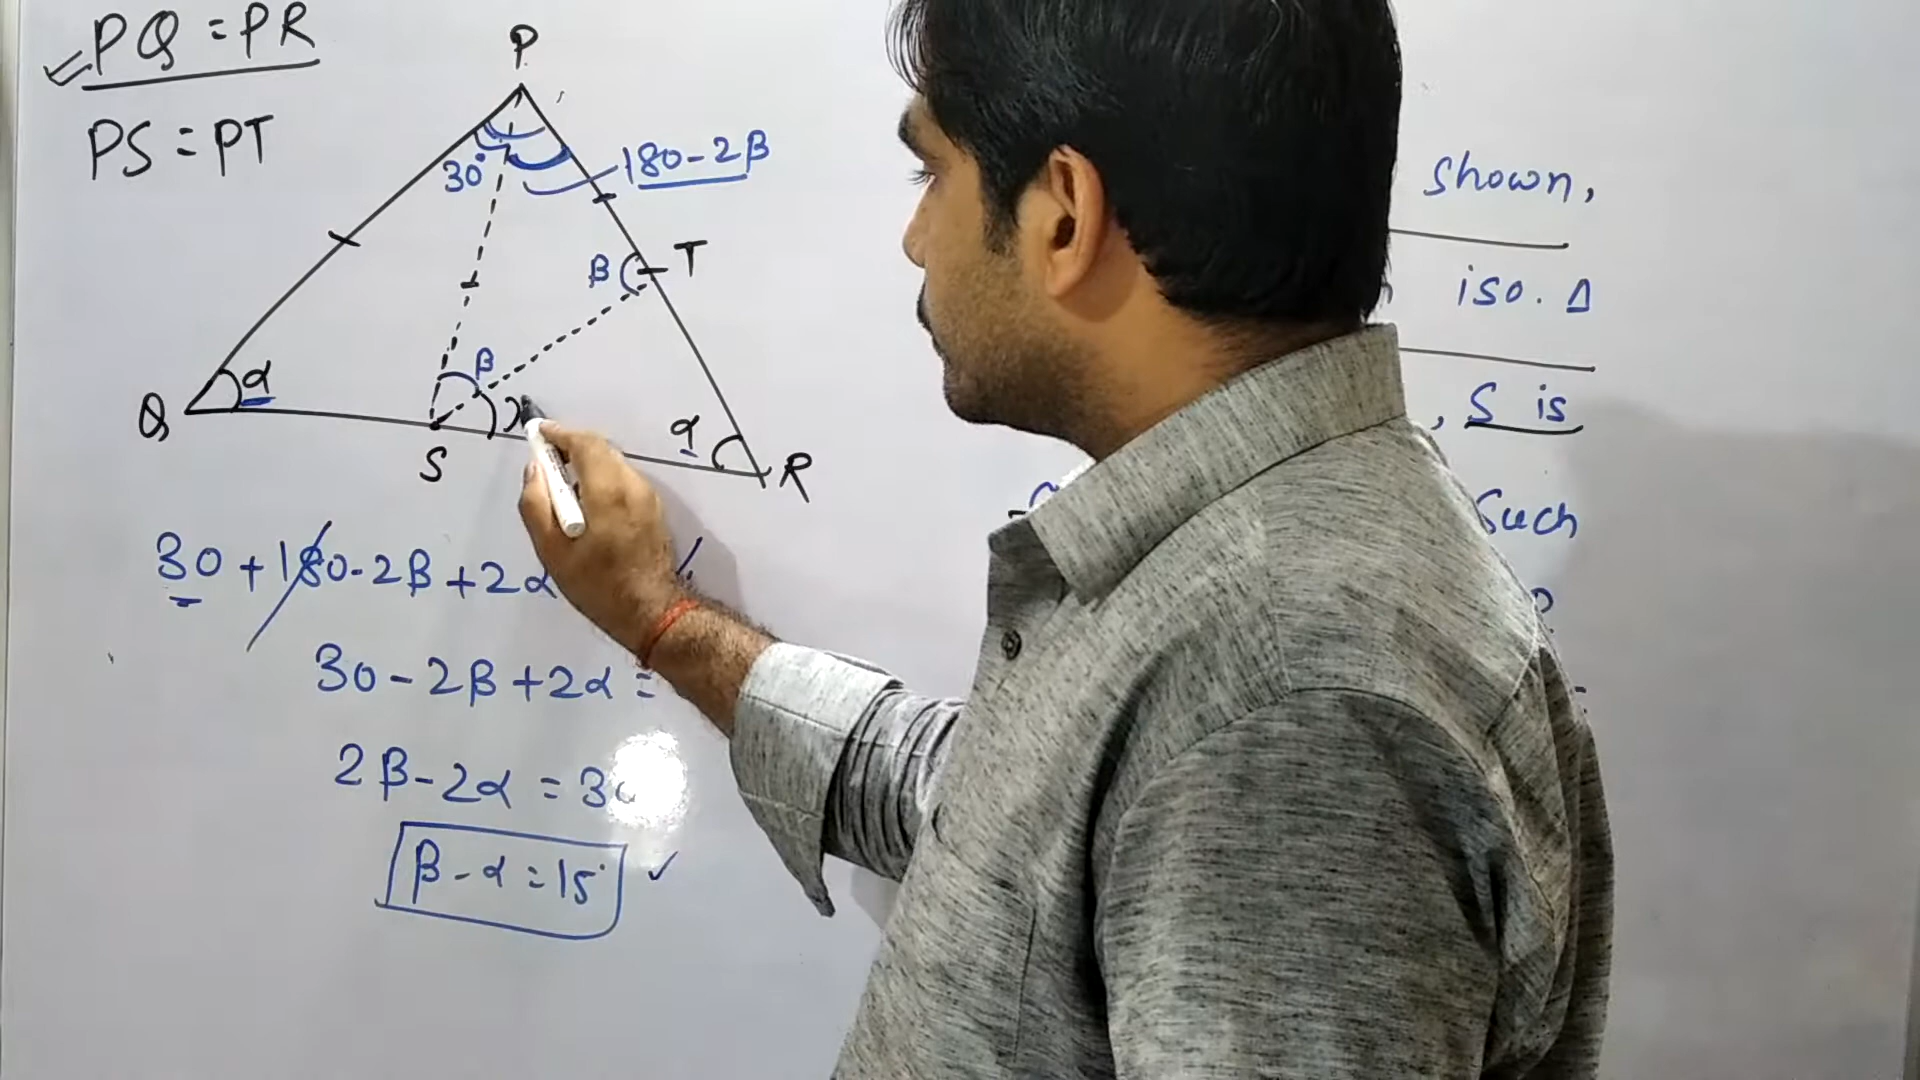 PQ = PR
PS = PT
P
30°
180-2β
β
T
β
α
Q
S
α
R
30 + 180-2β + 2α
30 - 2β + 2α =
2β - 2α = 30
β - α = 15°
shown,
iso. Δ
, S is
such